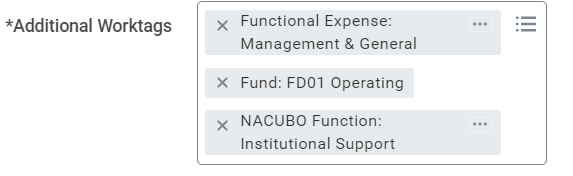 *Additional Worktags
Functional Expense:
Management & General
Fund: FD01 Operating
NACUBO Function:
Institutional Support